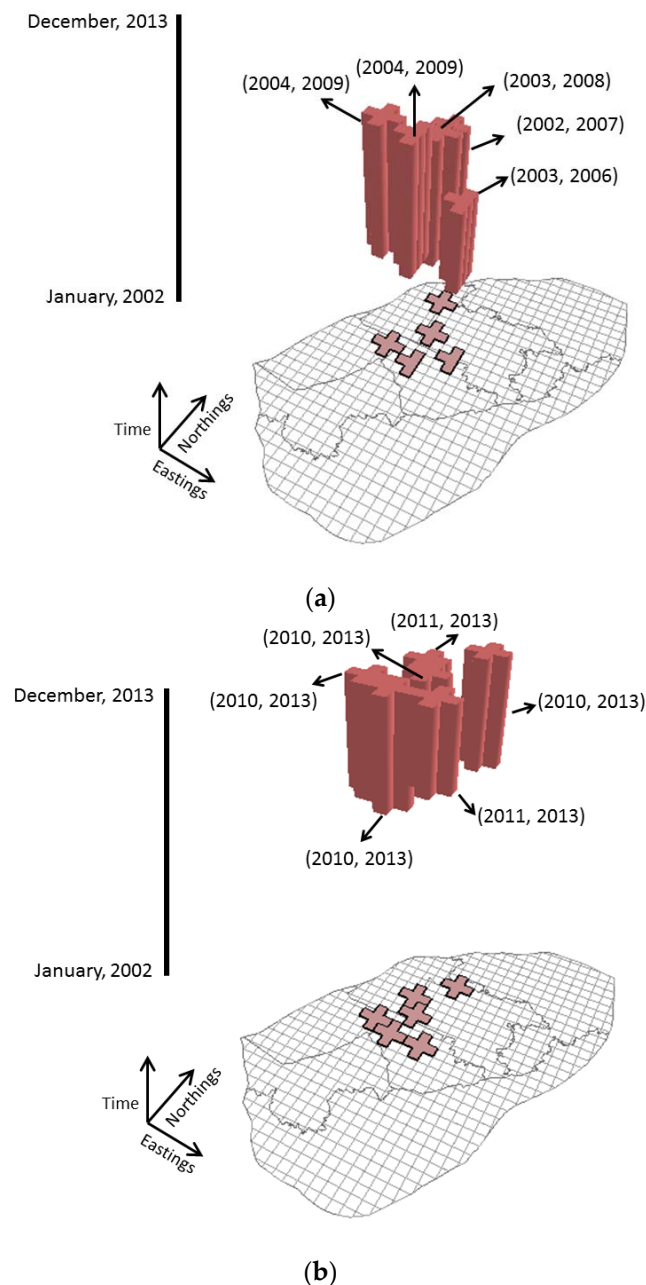 December, 2013
(2004, 2009)
(2004, 2009)
(2003, 2008)
(2002, 2007)
(2003, 2006)
January, 2002
Time
Northings
Eastings
(a)
(2011, 2013)
(2010, 2013)
December, 2013
(2010, 2013)
(2010, 2013)
(2011, 2013)
(2010, 2013)
January, 2002
Time
Northings
Eastings
(b)